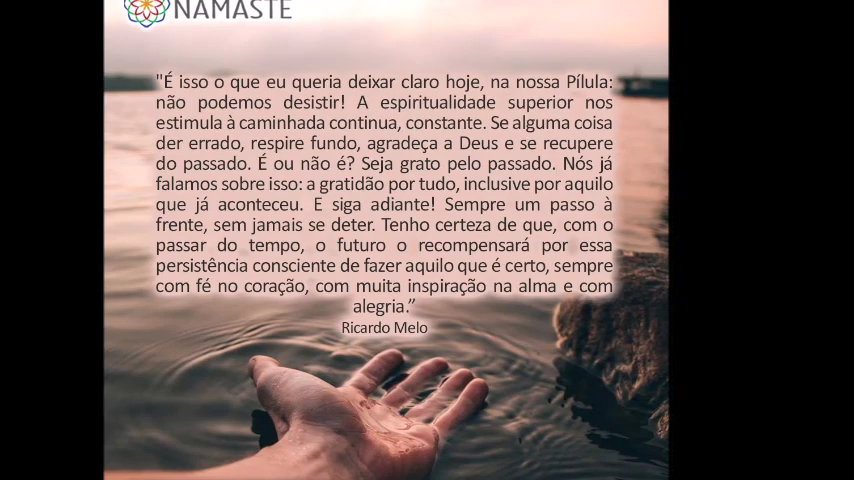 NAMASTÊ
"É isso o que eu queria deixar claro hoje, na nossa Pílula:
não podemos desistir! A espiritualidade superior nos
estimula à caminhada continua, constante. Se alguma coisa
der errado, respire fundo, agradeça a Deus e se recupere
do passado. É ou não é? Seja grato pelo passado. Nós já
falamos sobre isso: a gratidão por tudo, inclusive por aquilo
que já aconteceu. E siga adiante! Sempre um passo à
frente, sem jamais se deter. Tenho certeza de que, com o
passar do tempo, o futuro o recompensará por essa
persistência consciente de fazer aquilo que é certo, sempre
com fé no coração, com muita inspiração na alma e com
alegria.”
Ricardo Melo